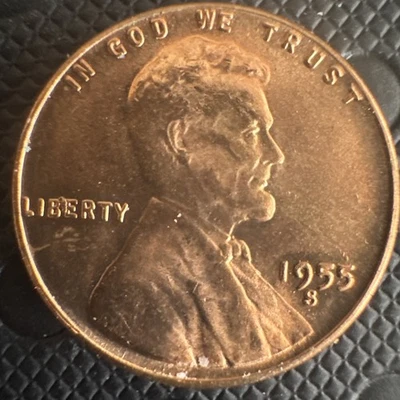 IN GOD WE TRUST
LIBERTY
1955
S